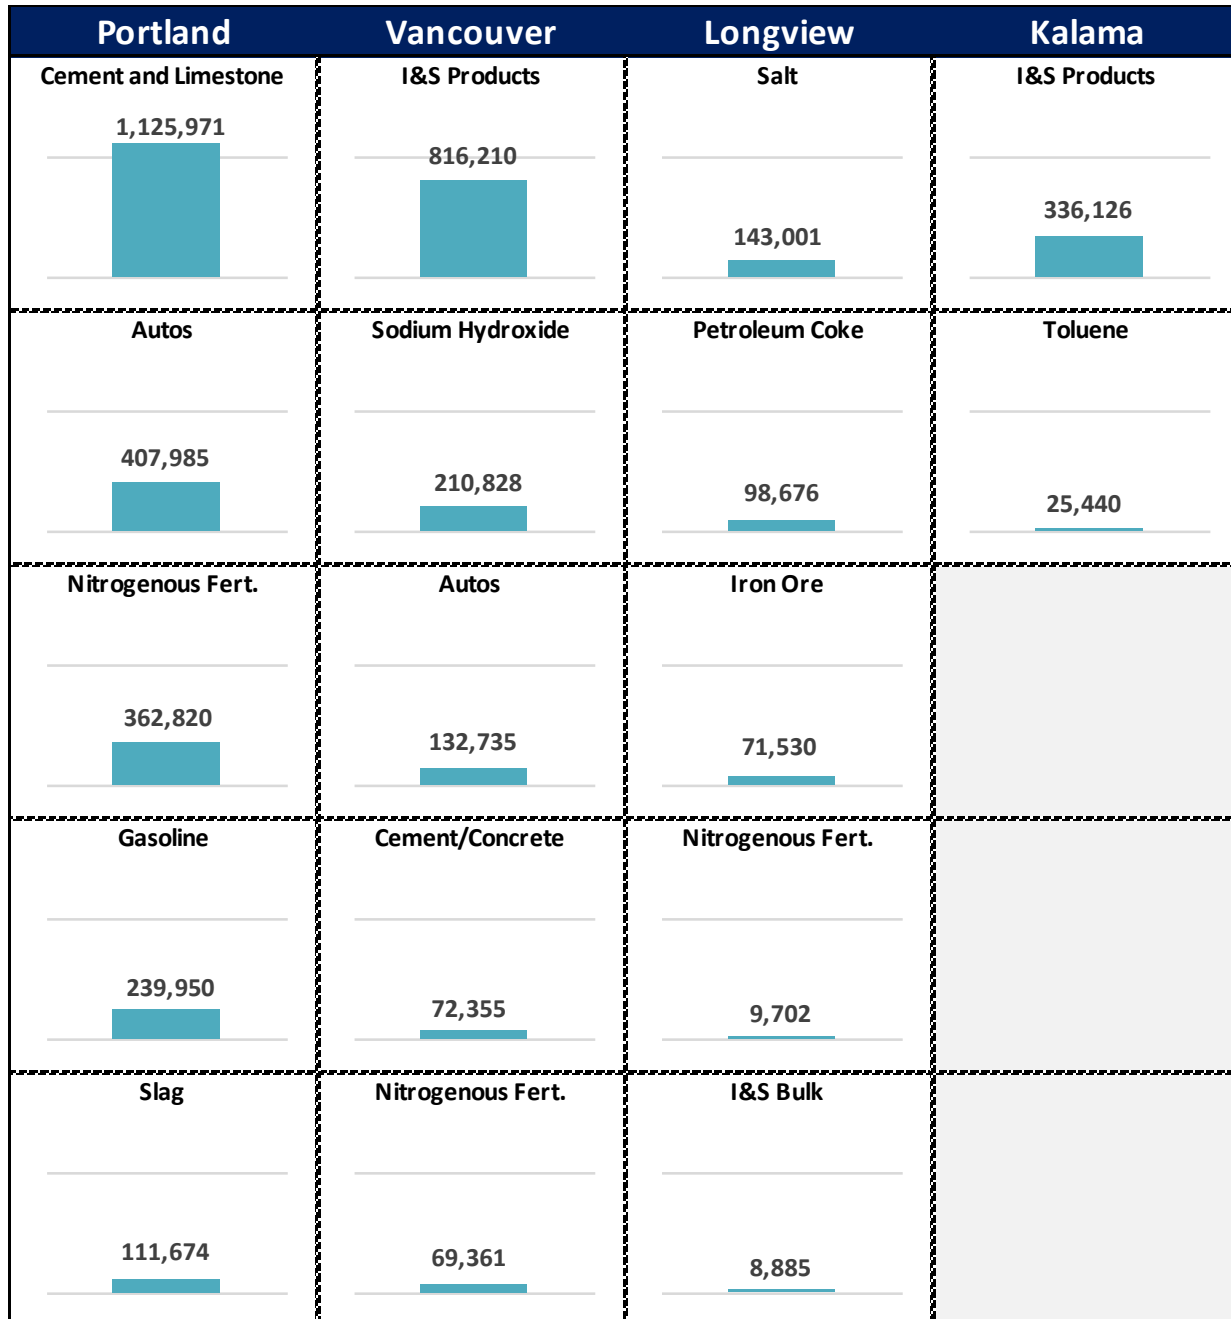 Portland Vancouver Longview Kalama
Cement and Limestone I&S Products Salt I&S Products
1,125,971 816,210 143,001 336,126
Autos Sodium Hydroxide Petroleum Coke Toluene
407,985 210,828 98,676 25,440
Nitrogenous Fert. Autos Iron Ore
362,820 132,735 71,530
Gasoline Cement/Concrete Nitrogenous Fert.
239,950 72,355 9,702
Slag Nitrogenous Fert. I&S Bulk
111,674 69,361 8,885